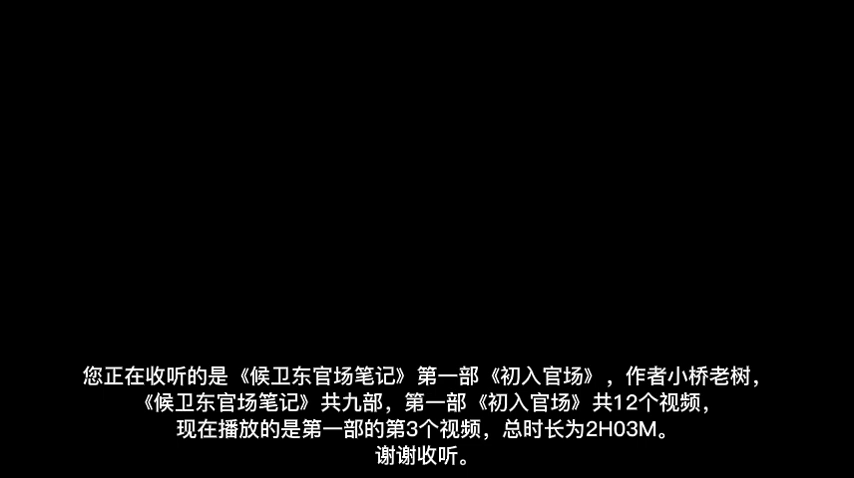 您正在收听的是《候卫东官场笔记》第一部《初入官场》，作者小桥老树，
《候卫东官场笔记》共九部，第一部《初入官场》共12个视频，
现在播放的是第一部的第3个视频，总时长为2H03M。
谢谢收听。